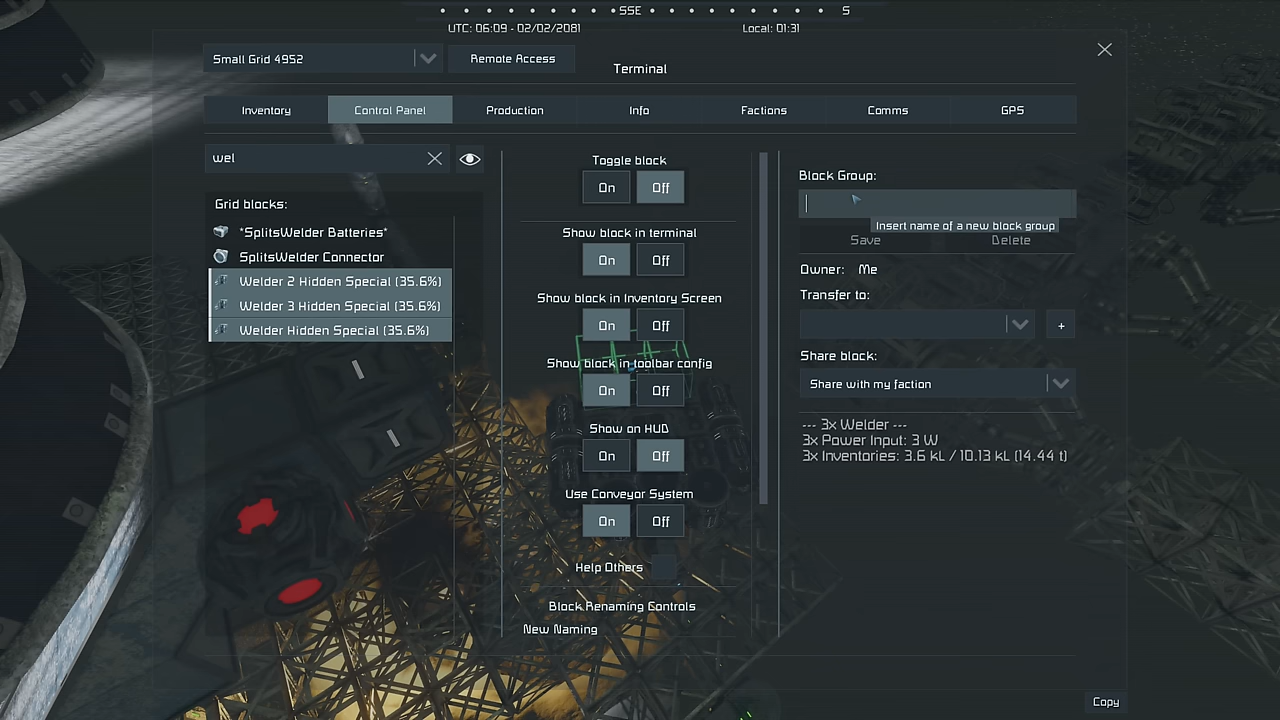 SSE
S
UTC: 06:09 - 02/02/2081
Local: 01:31
Small Grid 4952
Remote Access
Terminal
Inventory
Control Panel
Production
Info
Factions
Comms
GPS
wel
Grid blocks:
*SplitsWelder Batteries*
SplitsWelder Connector
Welder 2 Hidden Special (35.6%)
Welder 3 Hidden Special (35.6%)
Welder Hidden Special (35.6%)
Toggle block
On Off
Show block in terminal
On Off
Show block in Inventory Screen
On Off
Show block in toolbar config
On Off
Show on HUD
On Off
Use Conveyor System
On Off
Help Others
Block Renaming Controls
New Naming
Block Group:
Insert name of a new block group
Save Delete
Owner: Me
Transfer to:
+
Share block:
Share with my faction
--- 3x Welder ---
3x Power Input: 3 W
3x Inventories: 3.6 kL / 10.13 kL (14.44 t)
Copy